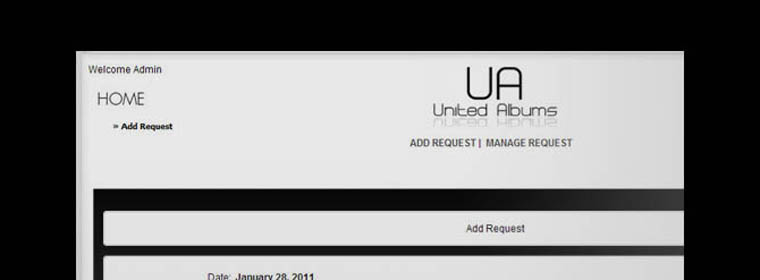 Welcome Admin
UA
HOME
United Albums
» Add Request
ADD REQUEST | MANAGE REQUEST
Add Request
Date: January 28, 2011